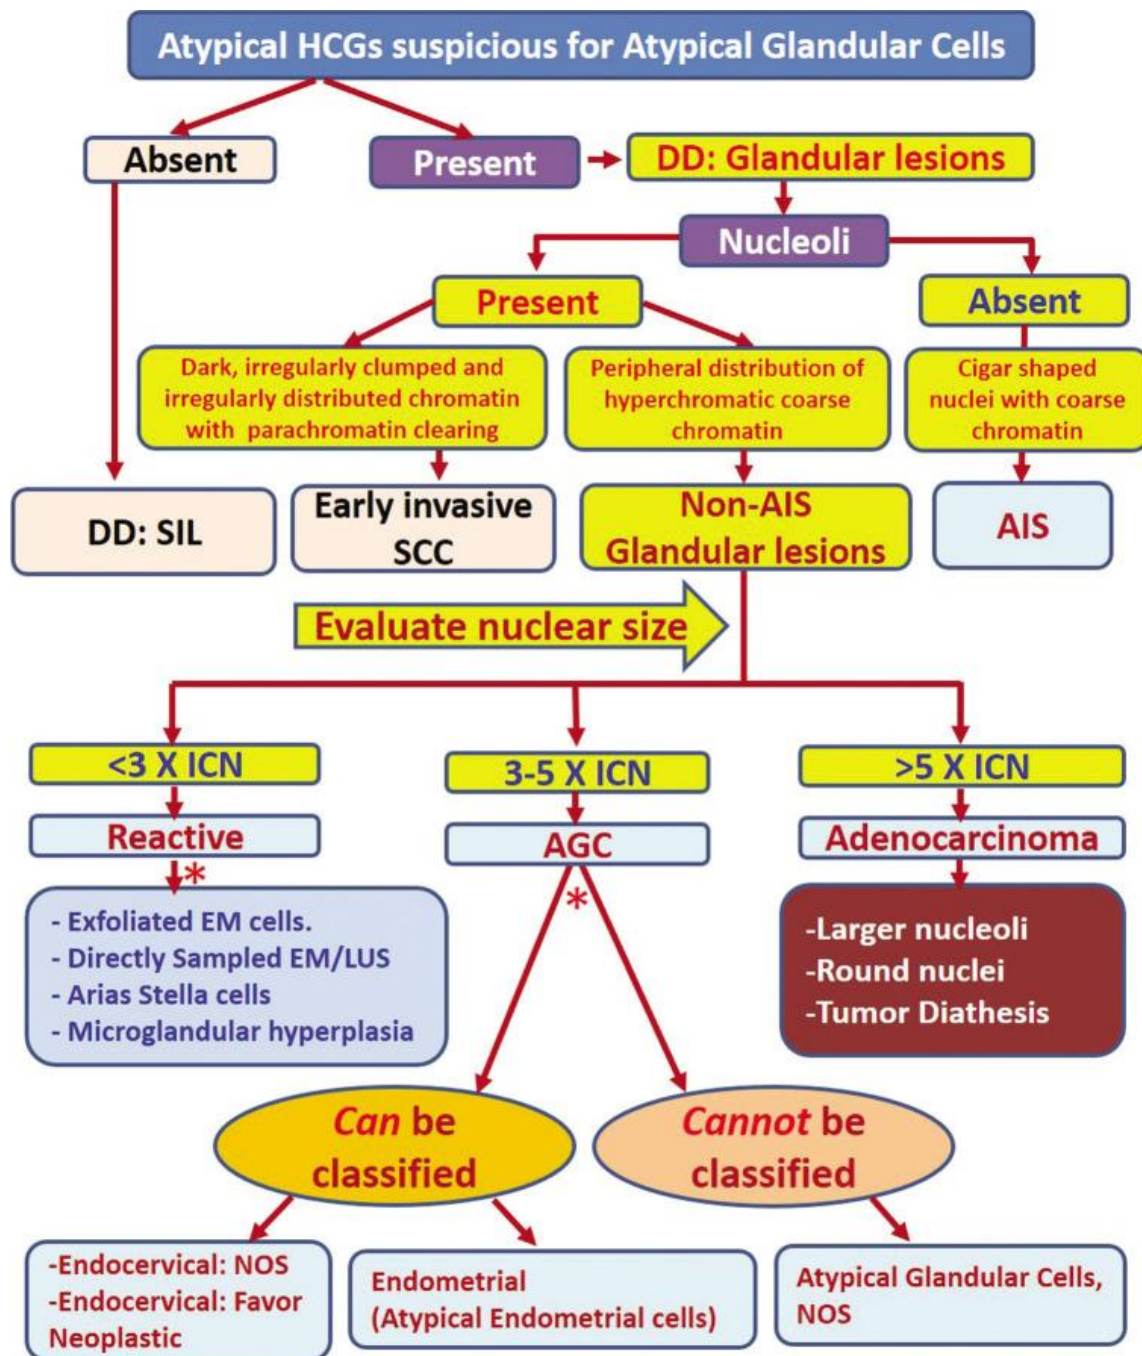 Atypical HCGs suspicious for Atypical Glandular Cells
Absent
Present
DD: Glandular lesions
Nucleoli
Present
Absent
Dark, irregularly clumped and
irregularly distributed chromatin
with parachromatin clearing
Peripheral distribution of
hyperchromatic coarse
chromatin
Cigar shaped
nuclei with coarse
chromatin
DD: SIL
Early invasive
SCC
Non-AIS
Glandular lesions
AIS
Evaluate nuclear size
<3 X ICN
3-5 X ICN
>5 X ICN
Reactive
AGC
Adenocarcinoma
*
*
- Exfoliated EM cells.
- Directly Sampled EM/LUS
- Arias Stella cells
- Microglandular hyperplasia
-Larger nucleoli
-Round nuclei
-Tumor Diathesis
Can be
classified
Cannot be
classified
-Endocervical: NOS
-Endocervical: Favor
Neoplastic
Endometrial
(Atypical Endometrial cells)
Atypical Glandular Cells,
NOS